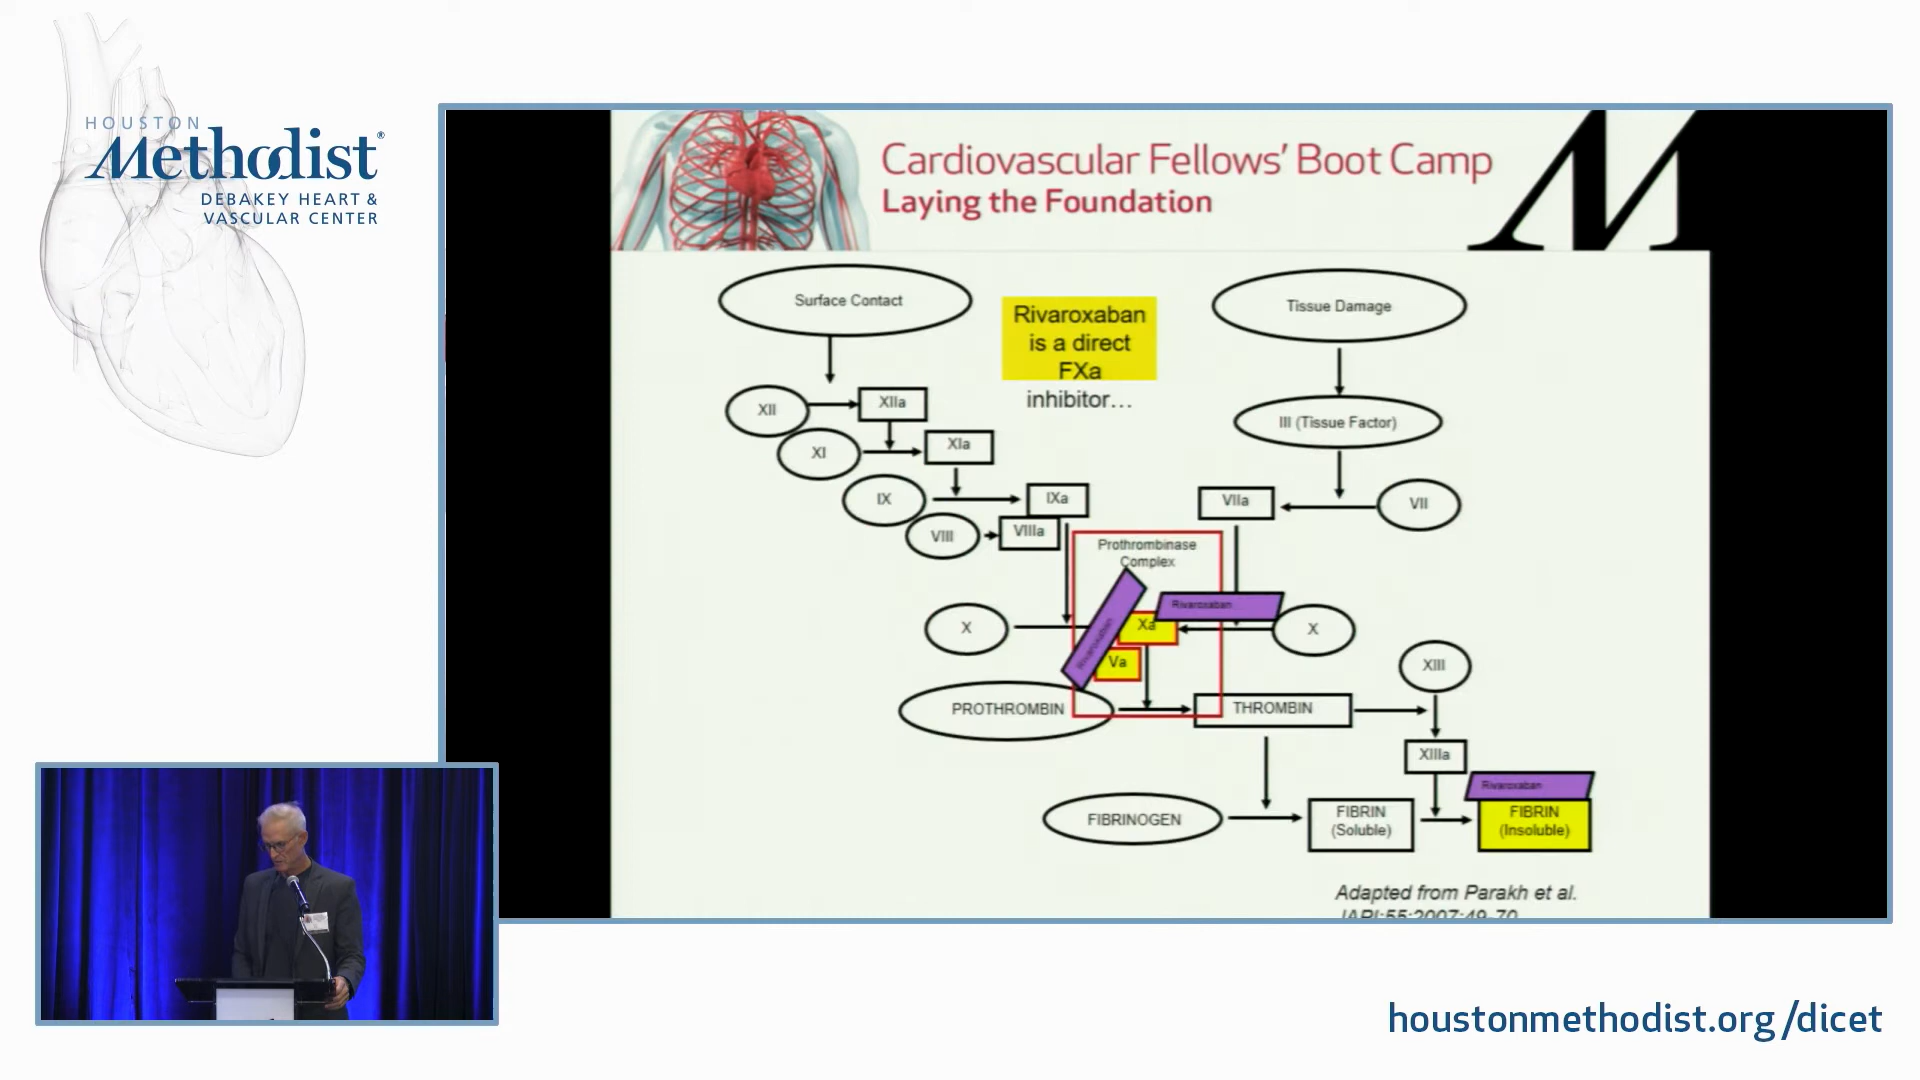 HOUSTON
Methodist®
DEBAKEY HEART &
VASCULAR CENTER
Cardiovascular Fellows' Boot Camp
Laying the Foundation
M
Surface Contact
Rivaroxaban
is a direct
FXa
inhibitor…
Tissue Damage
XII
XIIa
III (Tissue Factor)
XI
XIa
IX
IXa
VIIa
VII
VIII
VIIIa
Prothrombinase
Complex
Rivaroxaban
Rivaroxaban
X
Xa
X
Va
XIII
PROTHROMBIN
THROMBIN
XIIIa
Rivaroxaban
FIBRINOGEN
FIBRIN
(Soluble)
FIBRIN
(Insoluble)
Adapted from Parakh et al.
JAPI;55:2007:49-70
houstonmethodist.org/dicet